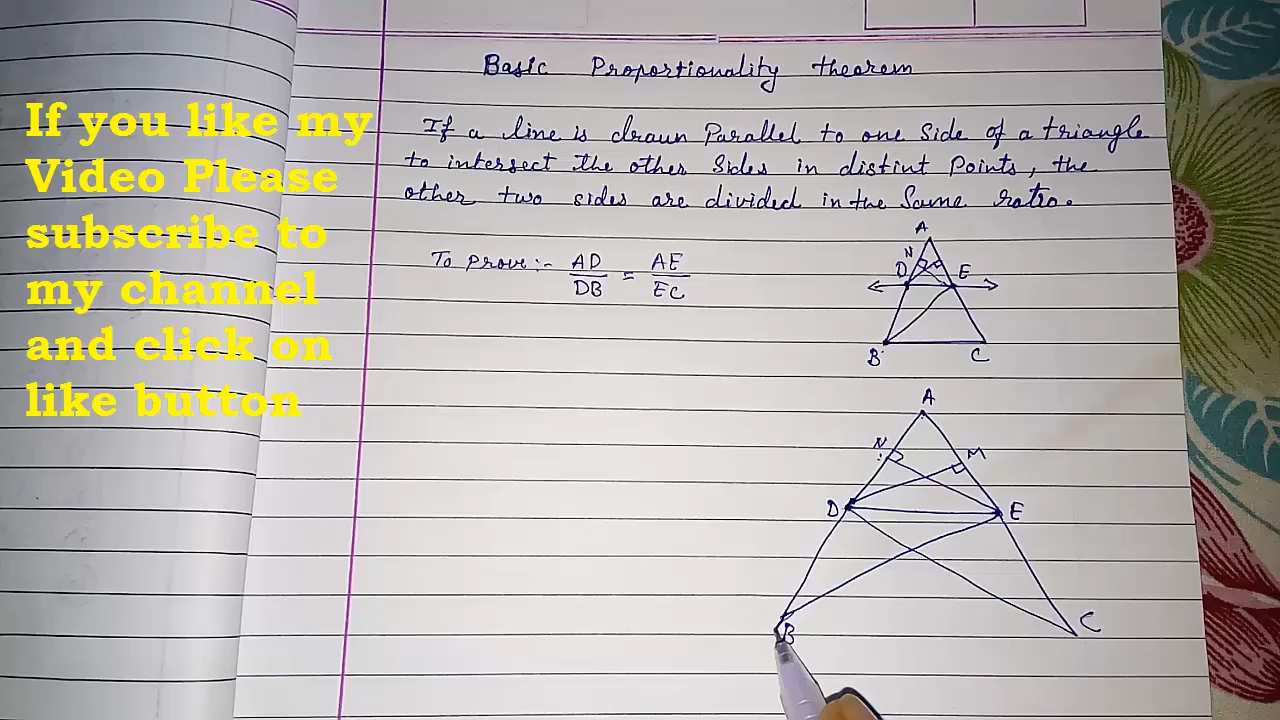 Basic Proportionality theorem
If you like my
Video Please
subscribe to
my channel
and click on
like button
If a line is drawn Parallel to one Side of a triangle
to intersect the other Sides in distint Points, the
other two sides are divided in the Same ratio.
To prove:- AD/DB = AE/EC
A
N
D E
B C
A
N M
D E
B C